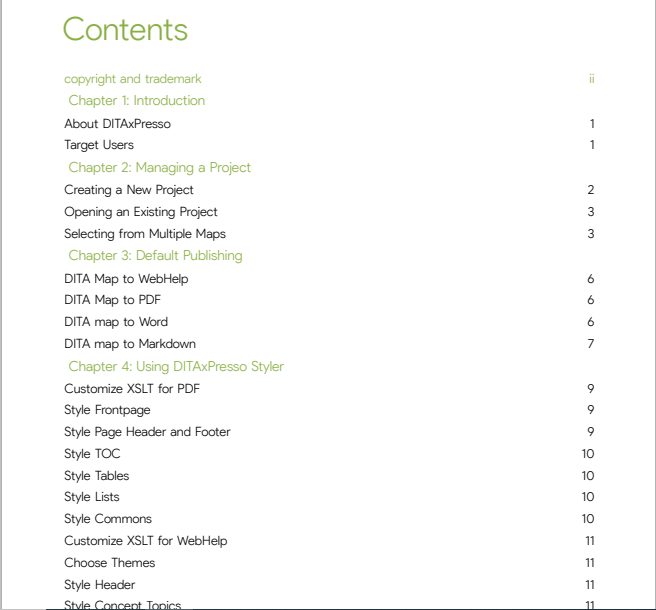 Contents
copyright and trademark ii
Chapter 1: Introduction
About DITAxPresso 1
Target Users 1
Chapter 2: Managing a Project
Creating a New Project 2
Opening an Existing Project 3
Selecting from Multiple Maps 3
Chapter 3: Default Publishing
DITA Map to WebHelp 6
DITA Map to PDF 6
DITA map to Word 6
DITA map to Markdown 7
Chapter 4: Using DITAxPresso Styler
Customize XSLT for PDF 9
Style Frontpage 9
Style Page Header and Footer 9
Style TOC 10
Style Tables 10
Style Lists 10
Style Commons 10
Customize XSLT for WebHelp 11
Choose Themes 11
Style Header 11
Style Concept Topics 11